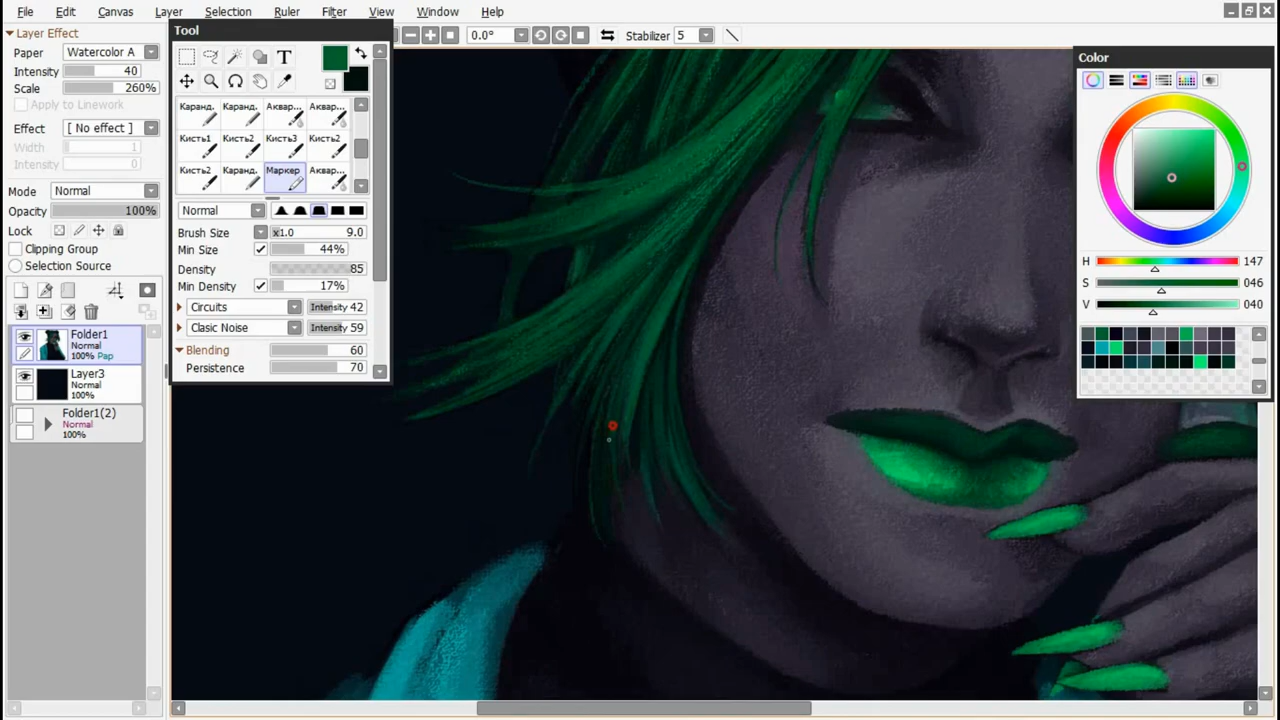 File Edit Canvas Layer Selection Ruler Filter View Window Help
Layer Effect
Paper Watercolor A
Intensity 40
Scale 260%
Apply to Linework
Effect [ No effect ]
Width 1
Intensity 0
Mode Normal
Opacity 100%
Lock
Clipping Group
Selection Source
Folder1
Normal
100% Pap
Layer3
Normal
100%
Folder1(2)
Normal
100%
Tool
T
Каранд. Каранд. Аквар... Аквар...
Кисть1 Кисть2 Кисть3 Кисть2
Кисть2 Каранд. Маркер Аквар...
Normal
Brush Size x1.0 9.0
Min Size 44%
Density 85
Min Density 17%
Circuits Intensity 42
Clasic Noise Intensity 59
Blending 60
Persistence 70
0.0° Stabilizer 5
Color
H 147
S 046
V 040